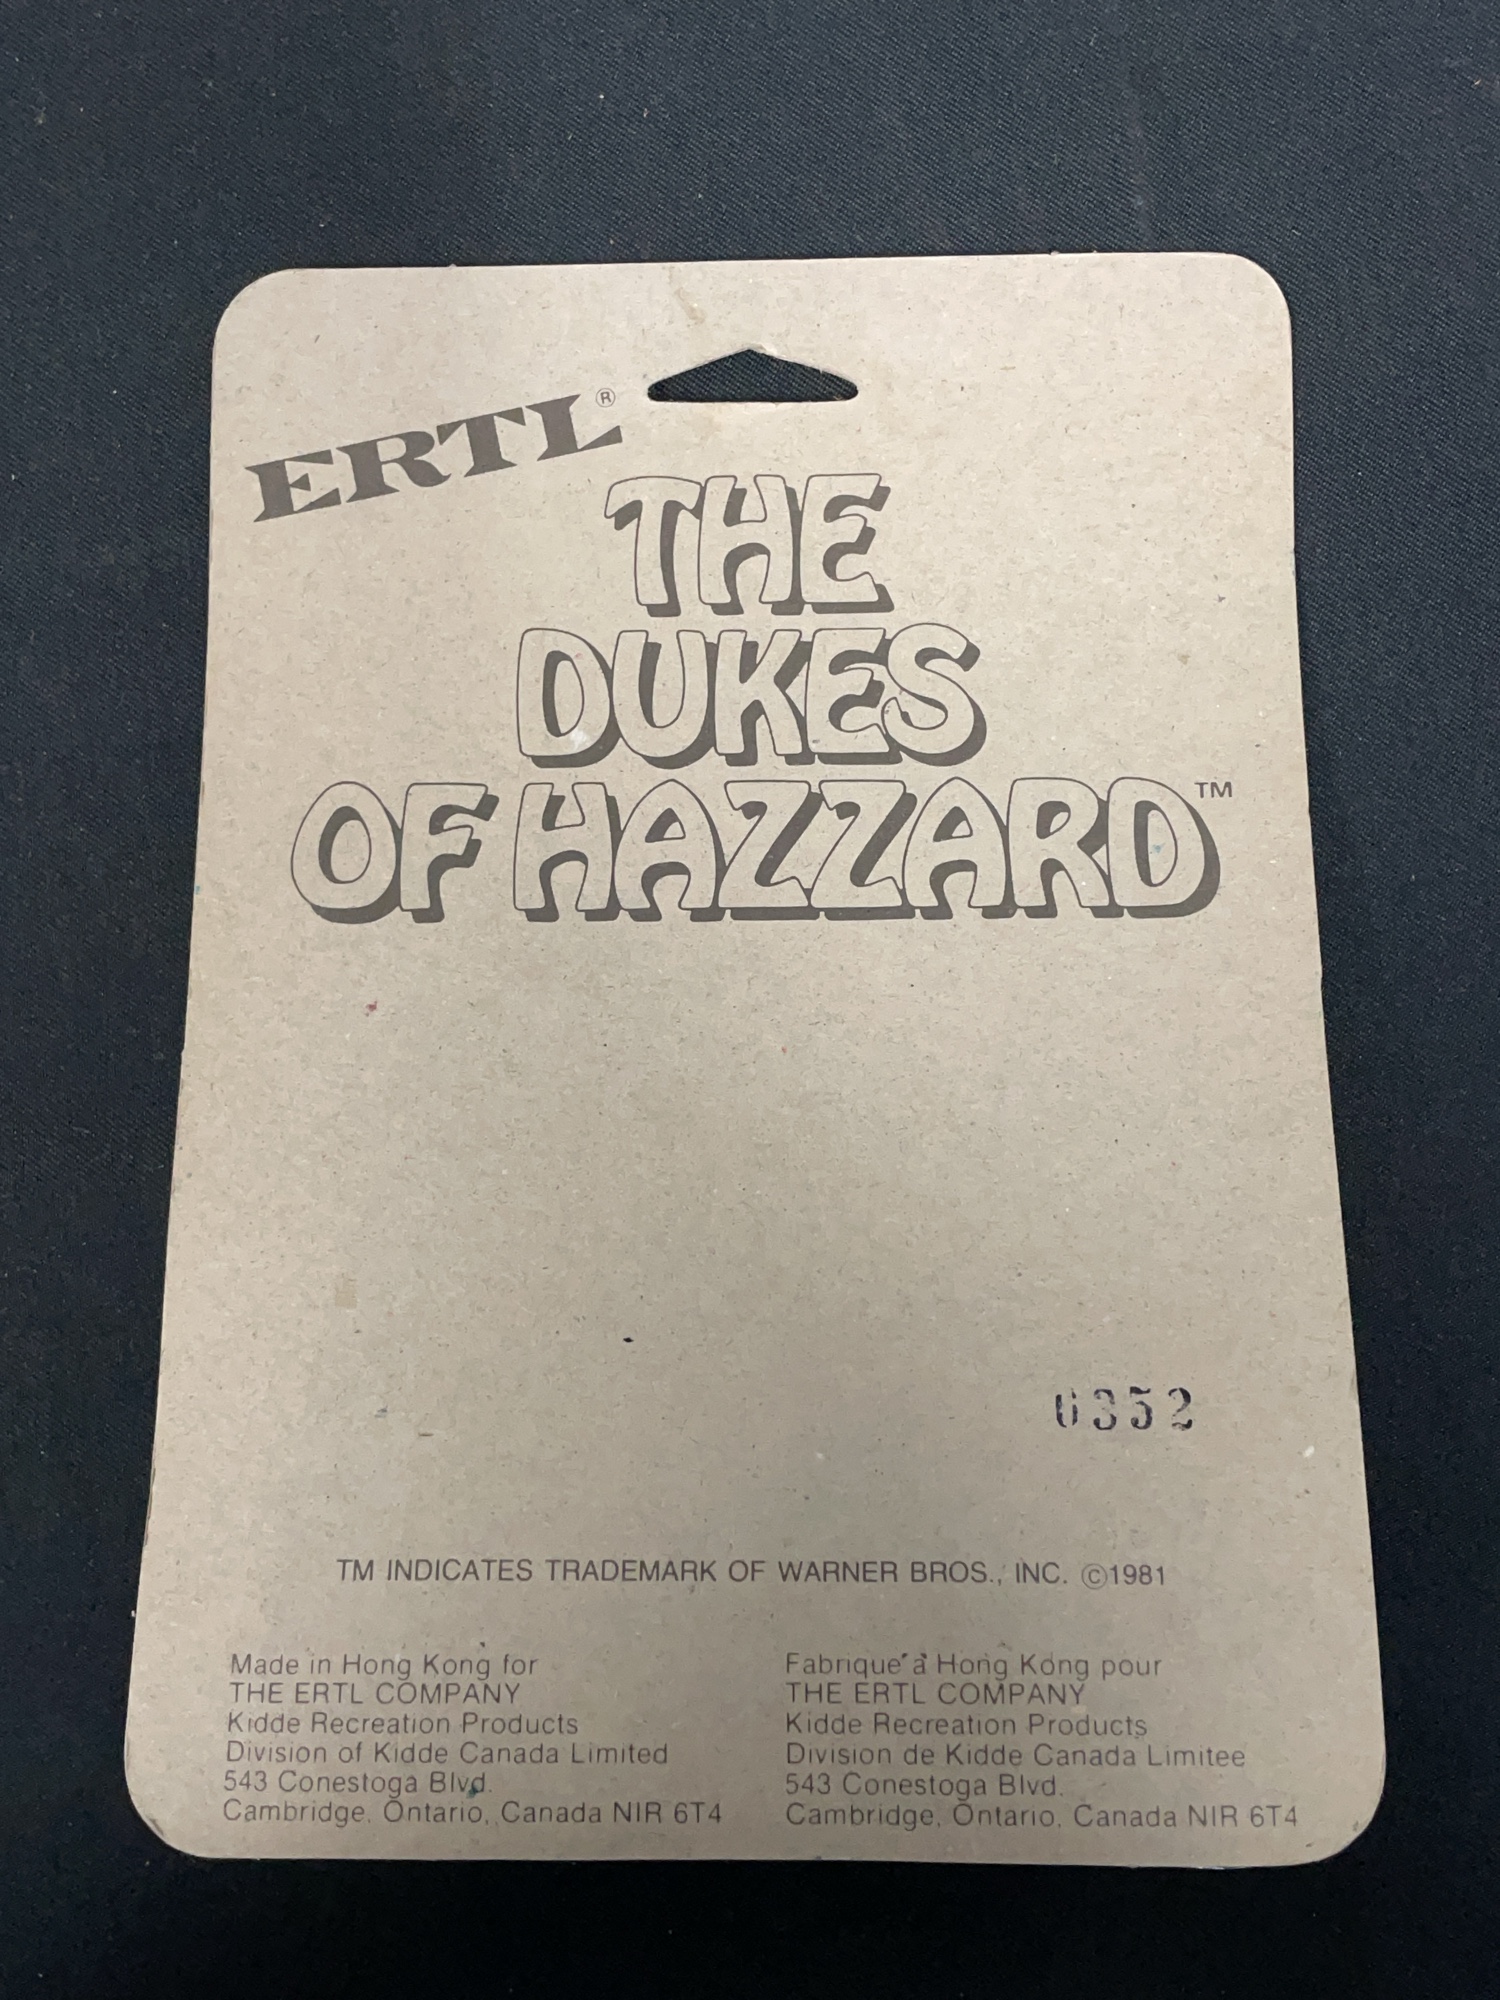 ERTL®
THE
DUKES
OF HAZZARD™
0352
TM INDICATES TRADEMARK OF WARNER BROS., INC. ©1981
Made in Hong Kong for
THE ERTL COMPANY
Kidde Recreation Products
Division of Kidde Canada Limited
543 Conestoga Blvd.
Cambridge, Ontario, Canada NIR 6T4
Fabrique´ à Hong Kong pour
THE ERTL COMPANY
Kidde Recreation Products
Division de Kidde Canada Limitee
543 Conestoga Blvd.
Cambridge, Ontario, Canada NIR 6T4